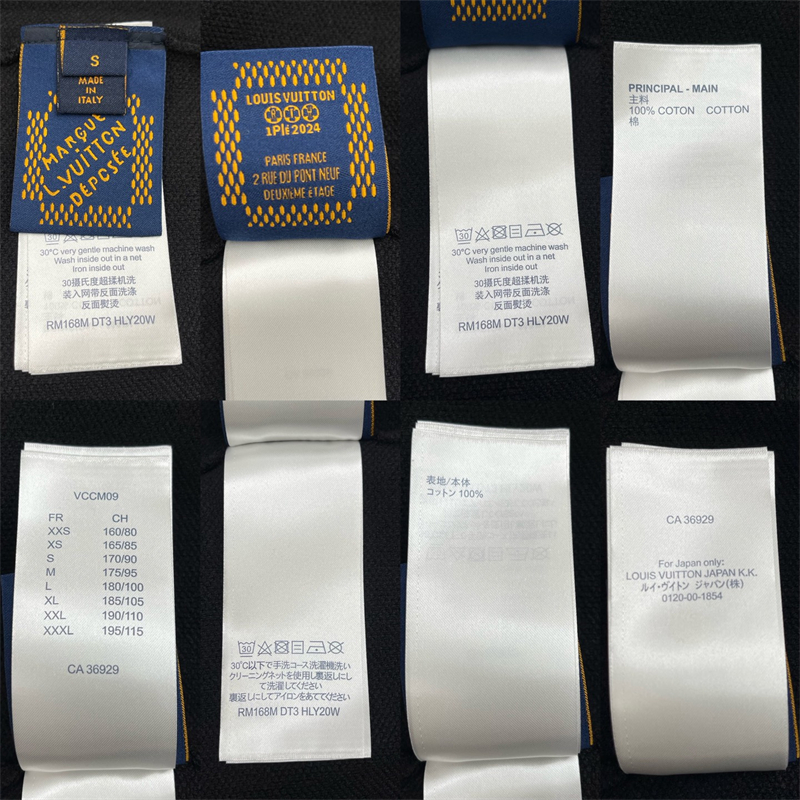 S
MADE IN
ITALY
MARQUE
L.VUITTON
DÉPOSÉE
30°C very gentle machine wash
Wash inside out in a net
Iron inside out
30摄氏度超揉机洗
装入网带反面洗涤
反面熨烫
RM168M DT3 HLY20W
LOUIS VUITTON
R T M
1Plé2024
PARIS FRANCE
2 RUE DU PONT NEUF
DEUXIÈME ÉTAGE
30
30°C very gentle machine wash
Wash inside out in a net
Iron inside out
30摄氏度超揉机洗
装入网带反面洗涤
反面熨烫
RM168M DT3 HLY20W
PRINCIPAL - MAIN
主料
100% COTON COTTON
棉
VCCM09
FR CH
XXS 160/80
XS 165/85
S 170/90
M 175/95
L 180/100
XL 185/105
XXL 190/110
XXXL 195/115
CA 36929
30
30℃以下で手洗コース洗濯機洗い
クリーニングネットを使用し裏返しにし
て洗濯してください
裏返しにしてアイロンをあててください
RM168M DT3 HLY20W
表地/本体
コットン 100%
CA 36929
For Japan only:
LOUIS VUITTON JAPAN K.K.
ルイ・ヴィトン ジャパン(株)
0120-00-1854